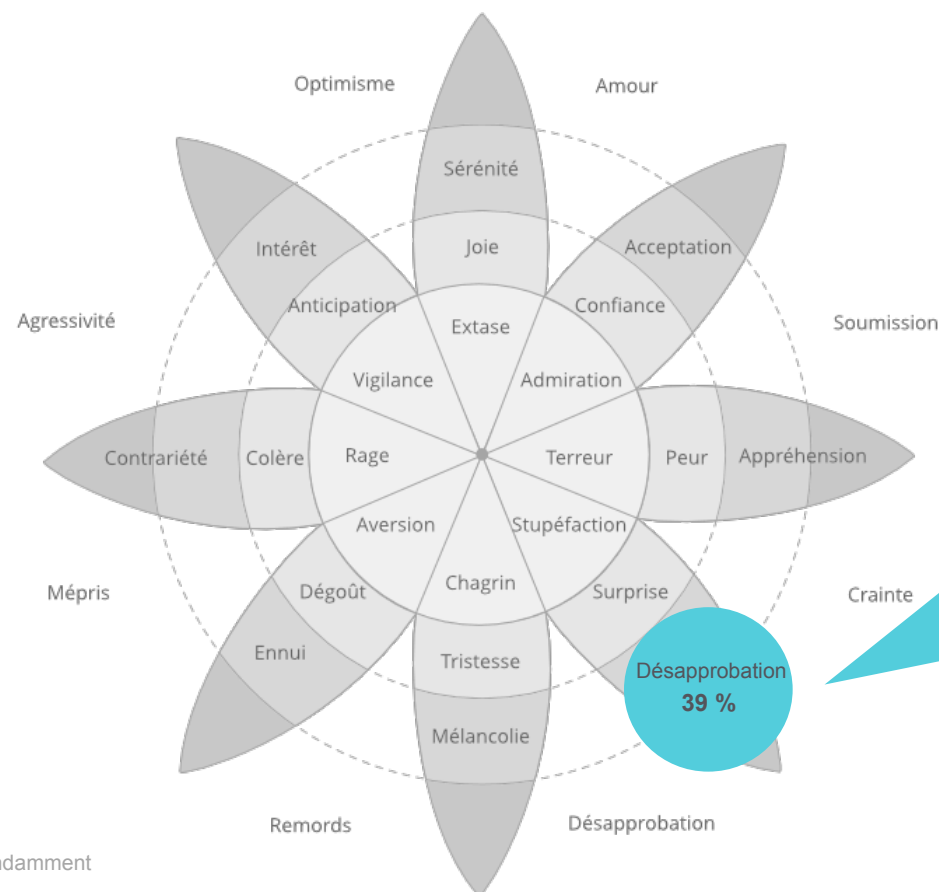 Optimisme
Amour
Sérénité
Intérêt
Joie
Acceptation
Anticipation
Confiance
Agressivité
Extase
Soumission
Vigilance
Admiration
Contrariété
Colère
Rage
Terreur
Peur
Appréhension
Aversion
Stupéfaction
Chagrin
Mépris
Dégoût
Surprise
Crainte
Ennui
Tristesse
Désapprobation
39 %
Mélancolie
Remords
Désapprobation
ndamment